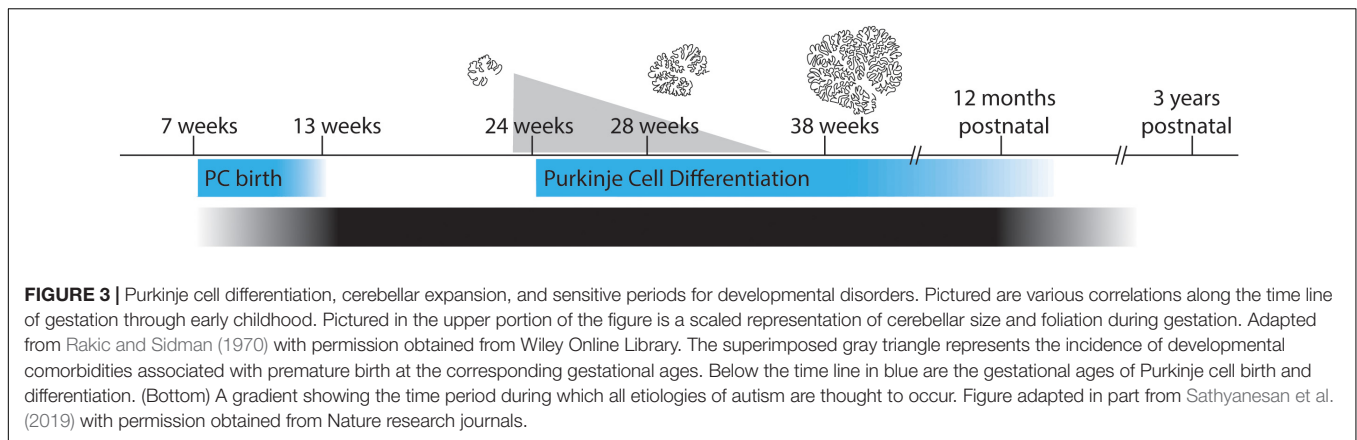 7 weeks
13 weeks
24 weeks
28 weeks
38 weeks
12 months
postnatal
3 years
postnatal
PC birth
Purkinje Cell Differentiation
FIGURE 3 | Purkinje cell differentiation, cerebellar expansion, and sensitive periods for developmental disorders. Pictured are various correlations along the time line
of gestation through early childhood. Pictured in the upper portion of the figure is a scaled representation of cerebellar size and foliation during gestation. Adapted
from Rakic and Sidman (1970) with permission obtained from Wiley Online Library. The superimposed gray triangle represents the incidence of developmental
comorbidities associated with premature birth at the corresponding gestational ages. Below the time line in blue are the gestational ages of Purkinje cell birth and
differentiation. (Bottom) A gradient showing the time period during which all etiologies of autism are thought to occur. Figure adapted in part from Sathyanesan et al.
(2019) with permission obtained from Nature research journals.